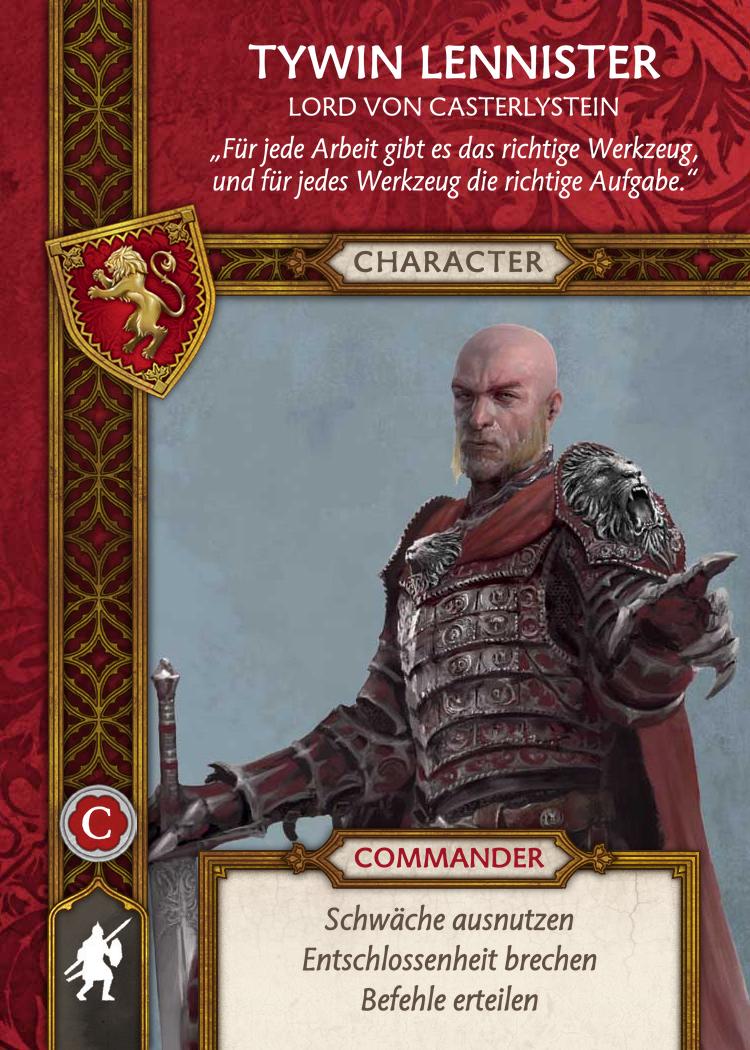 TYWIN LENNISTER
LORD VON CASTERLYSTEIN
„Für jede Arbeit gibt es das richtige Werkzeug,
und für jedes Werkzeug die richtige Aufgabe.“
CHARACTER
C
COMMANDER
Schwäche ausnutzen
Entschlossenheit brechen
Befehle erteilen